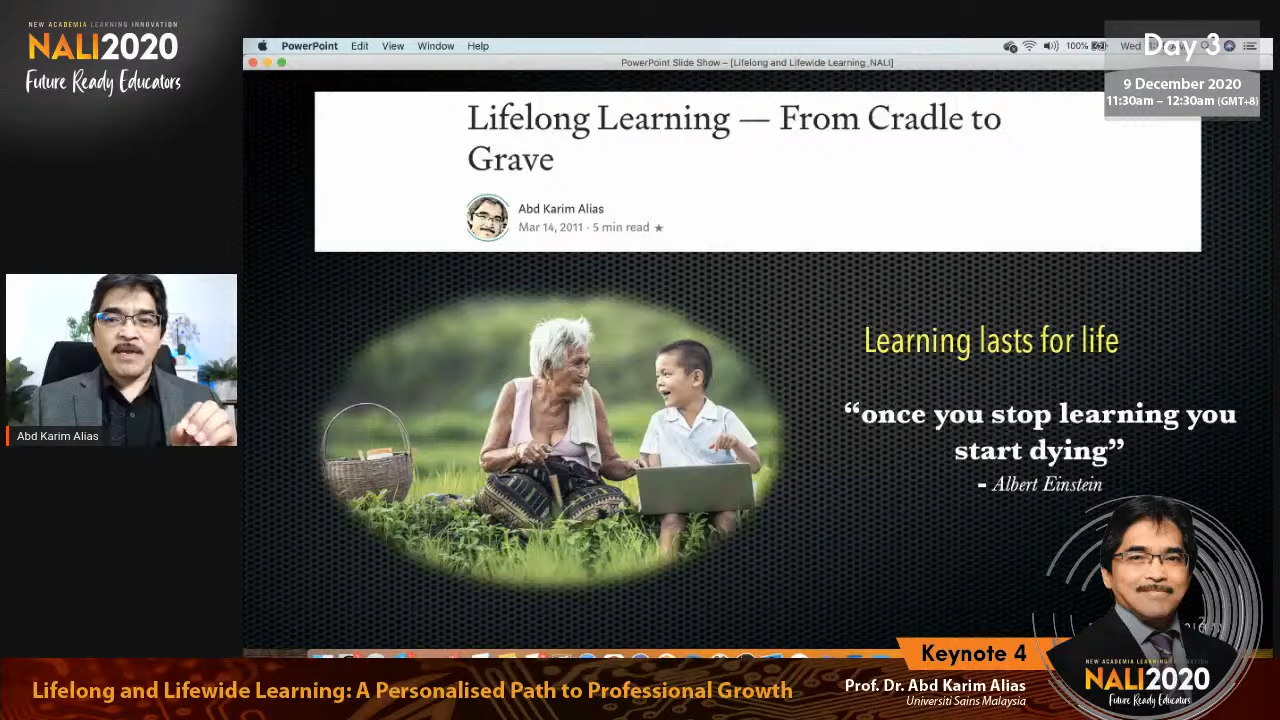 NEW ACADEMIA LEARNING INNOVATION
NALI2020
Future Ready Educators
PowerPoint Edit View Window Help
100% Wed
PowerPoint Slide Show – [Lifelong and Lifewide Learning_NALI]
Day 3
9 December 2020
11:30am – 12:30am (GMT+8)
Lifelong Learning — From Cradle to
Grave
Abd Karim Alias
Mar 14, 2011 · 5 min read ★
Learning lasts for life
“once you stop learning you
start dying”
- Albert Einstein
Abd Karim Alias
Keynote 4
Lifelong and Lifewide Learning: A Personalised Path to Professional Growth
Prof. Dr. Abd Karim Alias
Universiti Sains Malaysia
NEW ACADEMIA LEARNING INNOVATION
NALI2020
Future Ready Educators